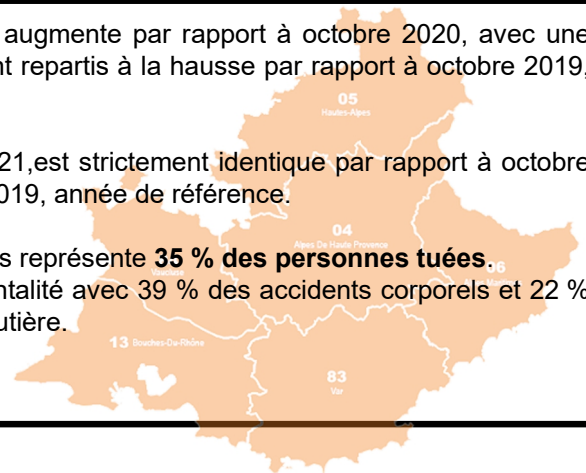 augmente par rapport à octobre 2020, avec une
nt repartis à la hausse par rapport à octobre 2019,
05
Hautes-Alpes
21,est strictement identique par rapport à octobre
019, année de référence.
04
Alpes De Haute Provence
s représente 35 % des personnes tuées.
Vaucluse
06
ntalité avec 39 % des accidents corporels et 22 %
utière.
13 Bouches-Du-Rhône
83
Var